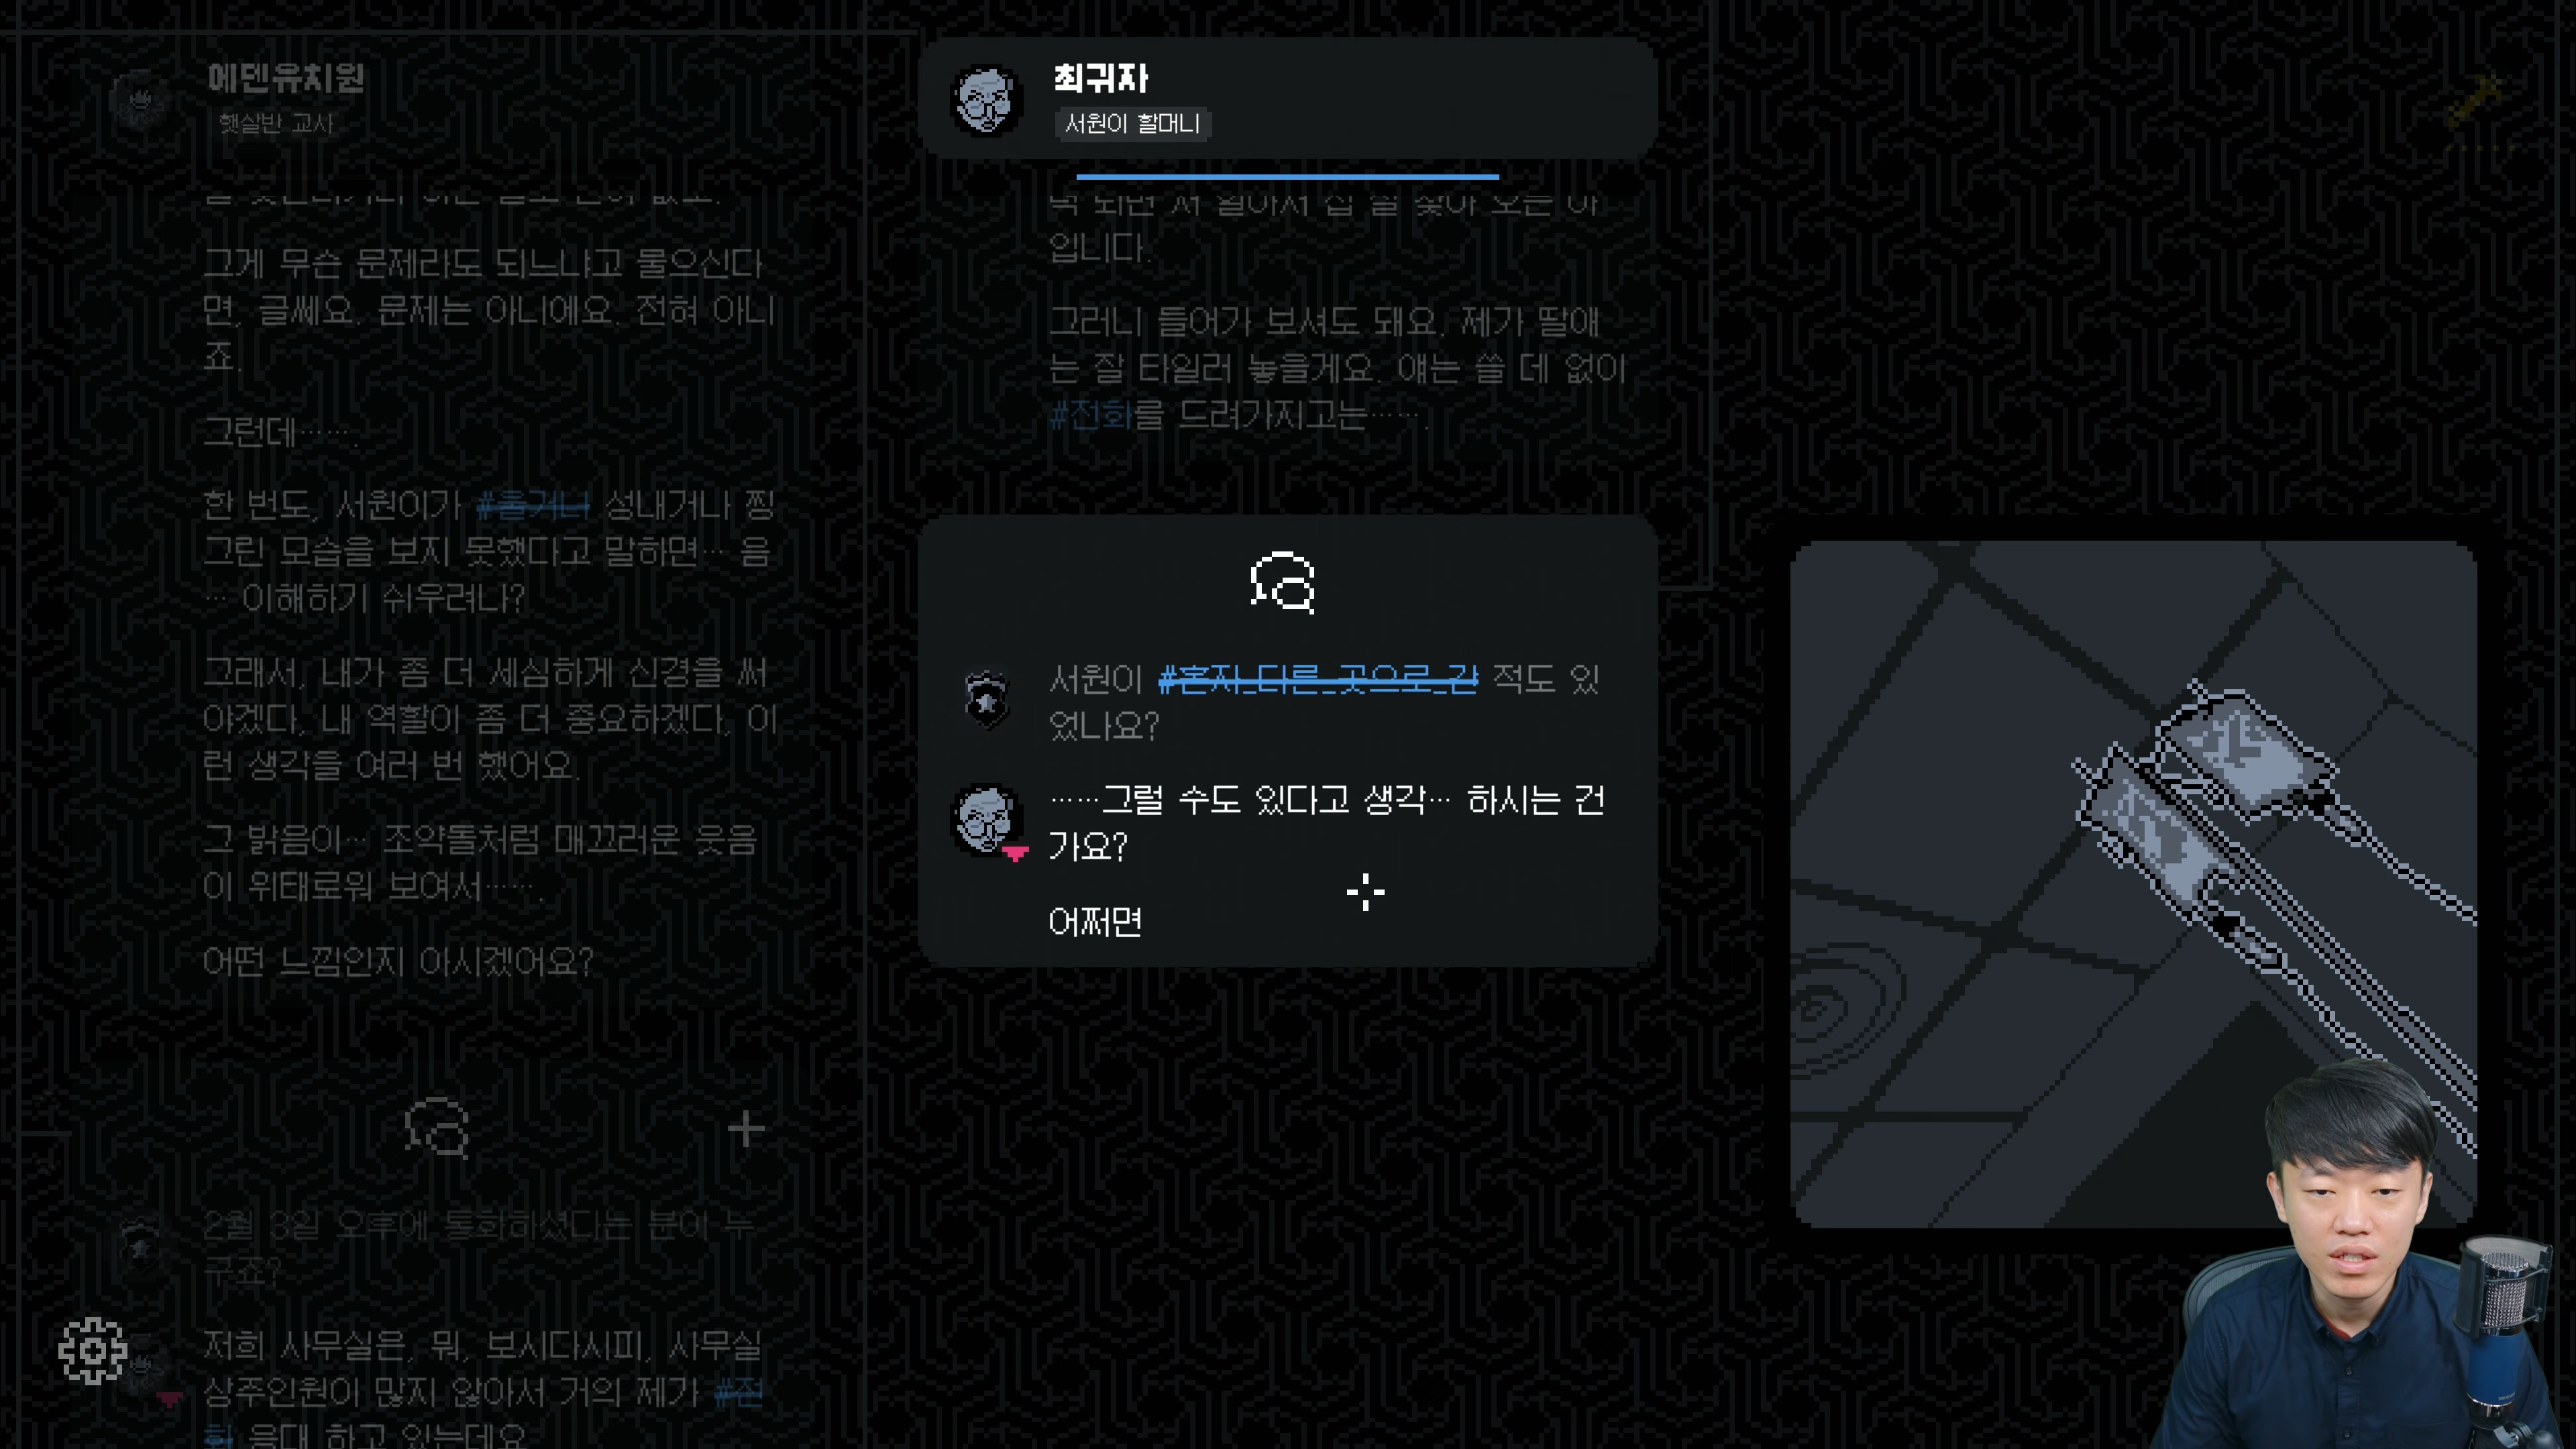 에덴유치원
햇살반 교사
그게 무슨 문제라도 되느냐고 물으신다
면, 글쎄요. 문제는 아니에요. 전혀 아니
죠.
그런데…….
한 번도, 서원이가 #울거나 성내거나 찡
그린 모습을 보지 못했다고 말하면… 음
… 이해하기 쉬우려나?
그래서, 내가 좀 더 세심하게 신경을 써
야겠다, 내 역할이 좀 더 중요하겠다, 이
런 생각을 여러 번 했어요.
그 밝음이… 조약돌처럼 매끄러운 웃음
이 위태로워 보여서…….
어떤 느낌인지 아시겠어요?
2월 3일 오후에 통화하셨다는 분이 누
구죠?
저희 사무실은, 뭐, 보시다시피, 사무실
상주인원이 많지 않아서 거의 제가 #전
화 응대 하고 있는데요
최귀자
서원이 할머니
입니다.
그러니 들어가 보셔도 돼요. 제가 딸애
는 잘 타일러 놓을게요. 얘는 쓸 데 없이
#전화를 드려가지고는…….
서원이 #혼자_다른_곳으로_간 적도 있
었나요?
……그럴 수도 있다고 생각… 하시는 건
가요?
어쩌면